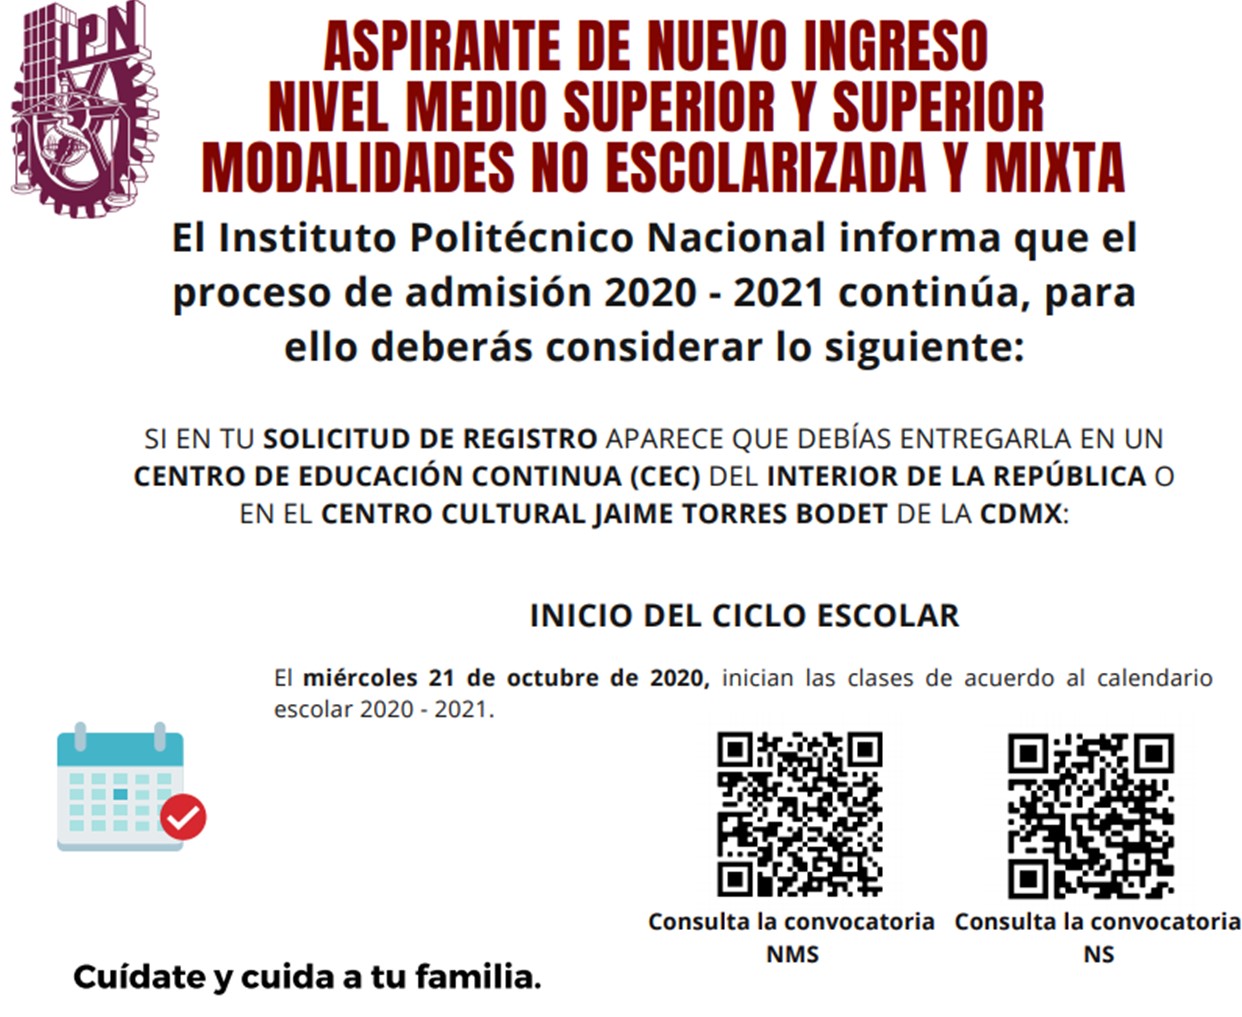 IPN
ASPIRANTE DE NUEVO INGRESO
NIVEL MEDIO SUPERIOR Y SUPERIOR
MODALIDADES NO ESCOLARIZADA Y MIXTA
El Instituto Politécnico Nacional informa que el
proceso de admisión 2020 - 2021 continúa, para
ello deberás considerar lo siguiente:
SI EN TU SOLICITUD DE REGISTRO APARECE QUE DEBÍAS ENTREGARLA EN UN
CENTRO DE EDUCACIÓN CONTINUA (CEC) DEL INTERIOR DE LA REPÚBLICA O
EN EL CENTRO CULTURAL JAIME TORRES BODET DE LA CDMX:
INICIO DEL CICLO ESCOLAR
El miércoles 21 de octubre de 2020, inician las clases de acuerdo al calendario
escolar 2020 - 2021.
Consulta la convocatoria
NMS
Consulta la convocatoria
NS
Cuídate y cuida a tu familia.